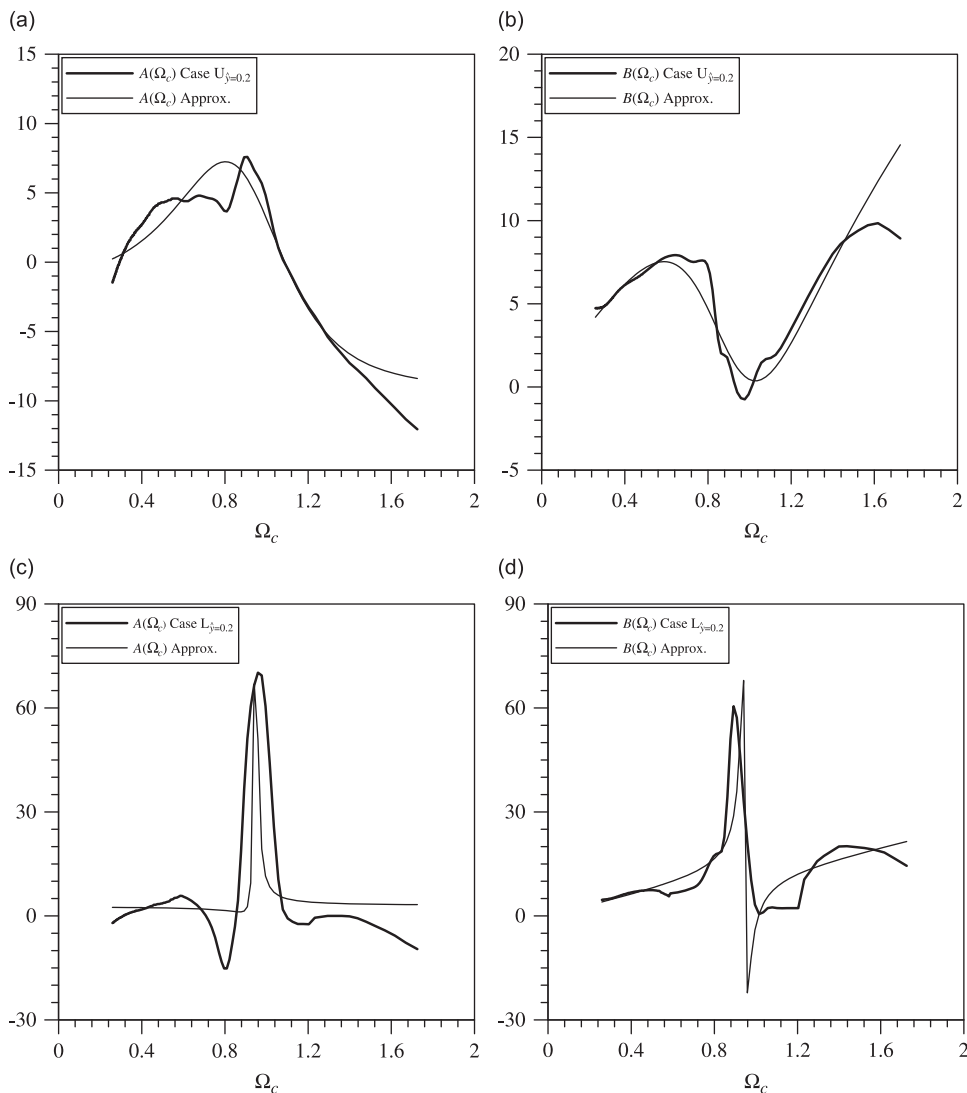 (a)
(b)
15
10
5
0
-5
-10
-15
A(Ω_c) Case U_ŷ=0.2
A(Ω_c) Approx.
0
0.4
0.8
1.2
1.6
2
Ω_c
20
15
10
5
0
-5
B(Ω_c) Case U_ŷ=0.2
B(Ω_c) Approx.
0
0.4
0.8
1.2
1.6
2
Ω_c
(c)
(d)
90
60
30
0
-30
A(Ω_c) Case L_ŷ=0.2
A(Ω_c) Approx.
0
0.4
0.8
1.2
1.6
2
Ω_c
90
60
30
0
-30
B(Ω_c) Case L_ŷ=0.2
B(Ω_c) Approx.
0
0.4
0.8
1.2
1.6
2
Ω_c